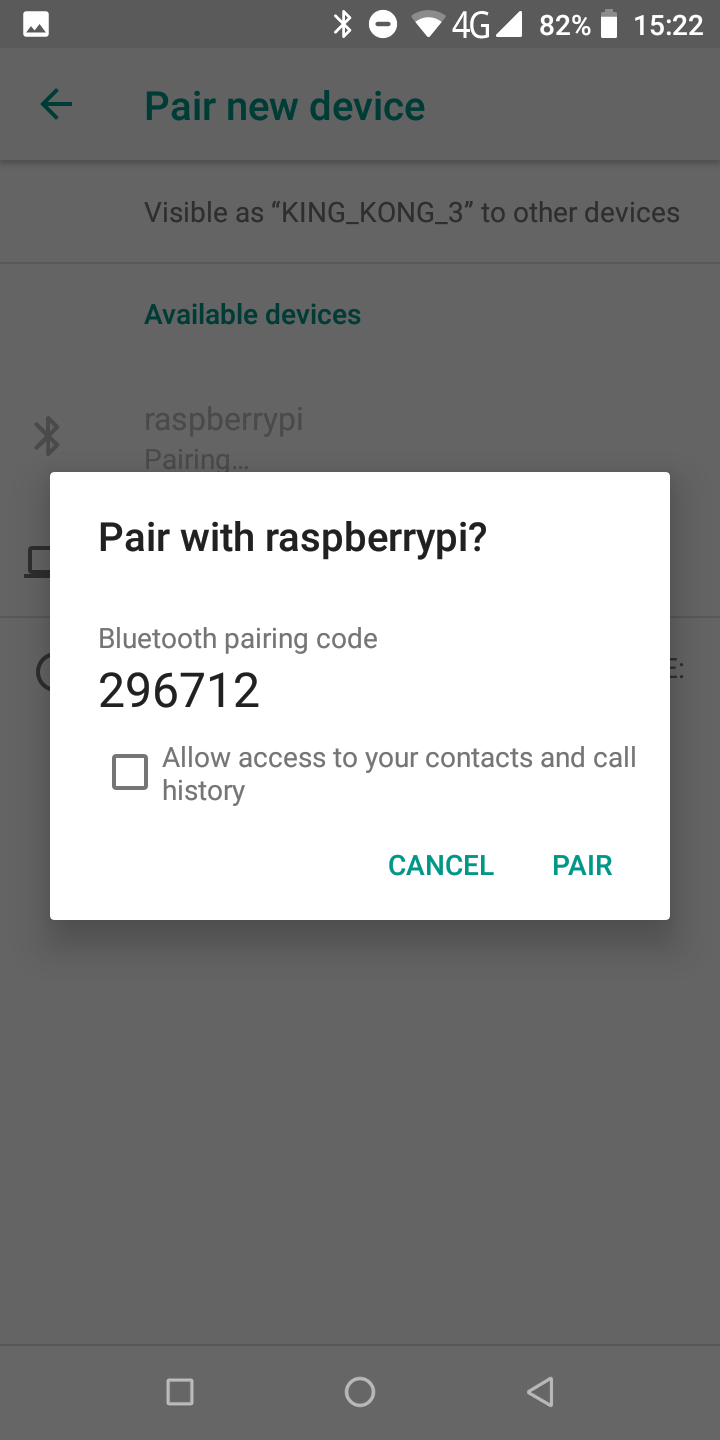 4G 82% 15:22
Pair new device
Visible as “KING_KONG_3” to other devices
Available devices
raspberrypi
Pairing…
Pair with raspberrypi?
Bluetooth pairing code
296712
Allow access to your contacts and call
history
CANCEL PAIR